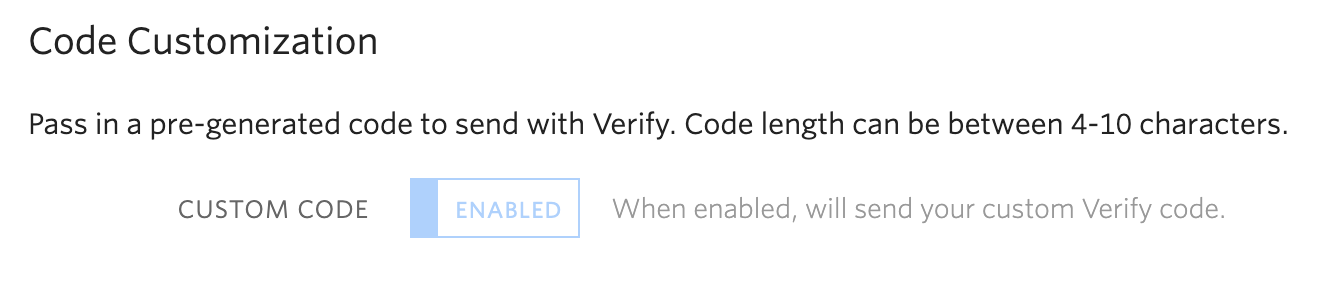 Code Customization
Pass in a pre-generated code to send with Verify. Code length can be between 4-10 characters.
CUSTOM CODE ENABLED When enabled, will send your custom Verify code.